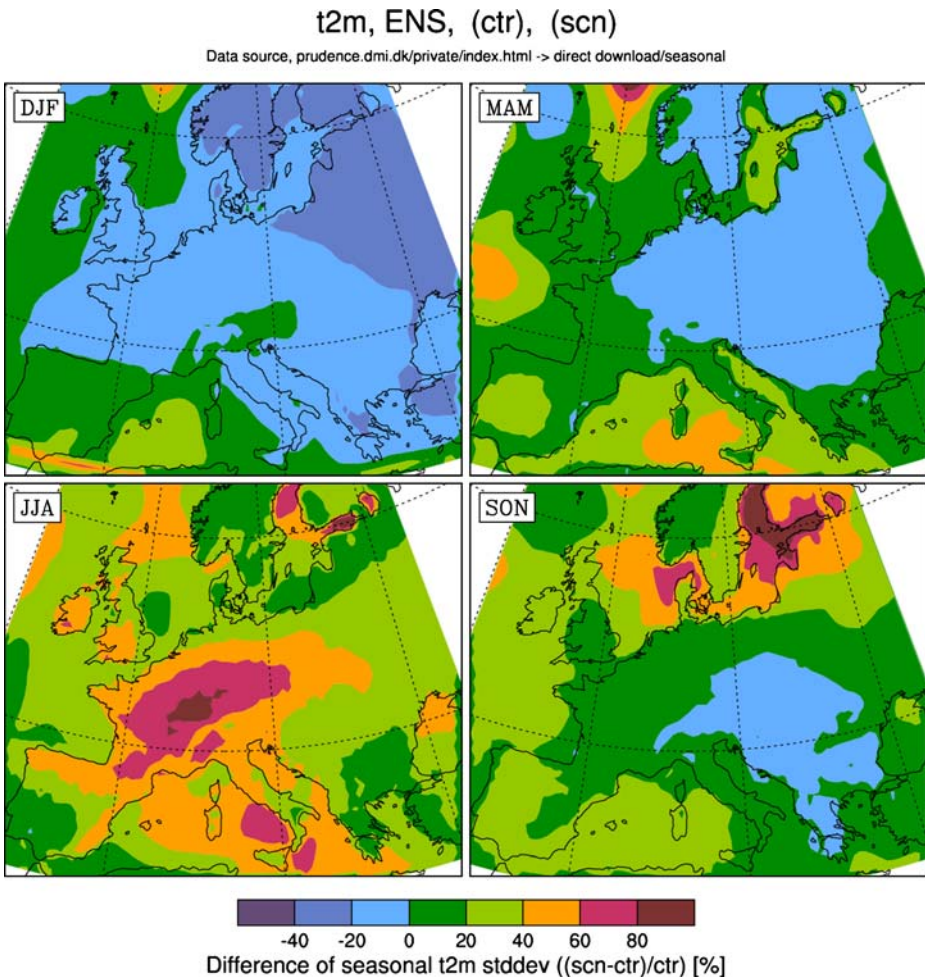 t2m, ENS, (ctr), (scn)
Data source, prudence.dmi.dk/private/index.html -> direct download/seasonal
DJF
MAM
JJA
SON
-40 -20 0 20 40 60 80
Difference of seasonal t2m stddev ((scn-ctr)/ctr) [%]